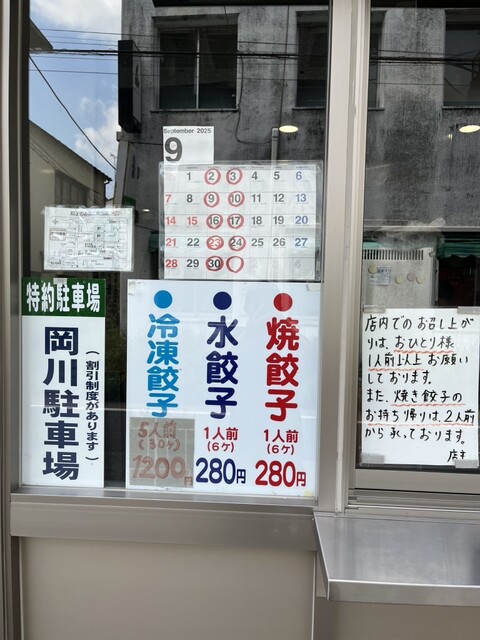 September 2025
9
1 2 3 4 5 6
7 8 9 10 11 12 13
14 15 16 17 18 19 20
21 22 23 24 25 26 27
28 29 30
特約駐車場
岡川駐車場
(割引制度があります)
冷凍餃子
5人前
(30ヶ)
1200円
水餃子
1人前
(6ケ)
280円
焼餃子
1人前
(6ケ)
280円
店内でのお召し上が
りは、おひとり様
1人前以上お願い
しております。
また、焼き餃子の
お持ち帰りは、2人前
から承っております。
店主